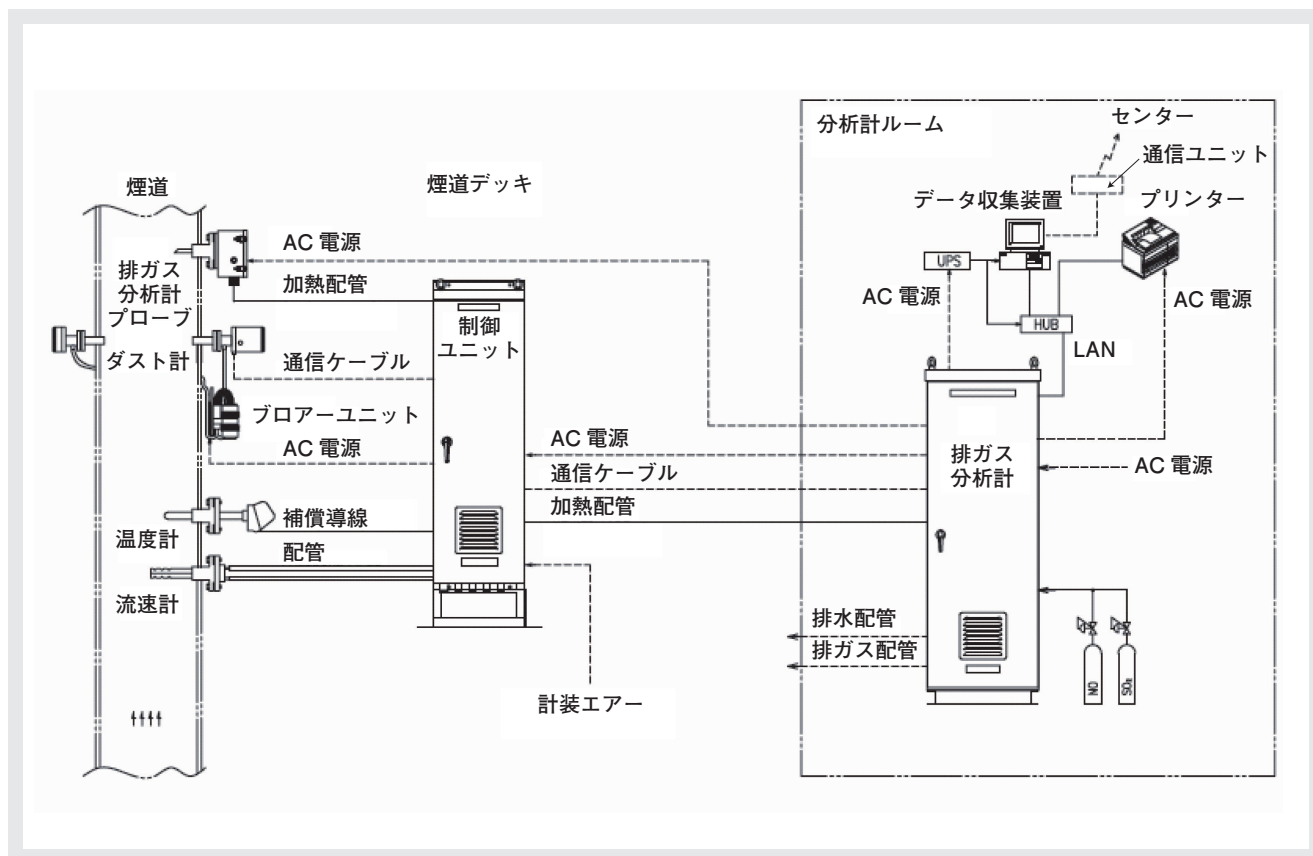 分析計ルーム
センター
通信ユニット
煙道
煙道デッキ
データ収集装置
プリンター
AC 電源
UPS
排ガス
分析計
プローブ
加熱配管
AC 電源
AC 電源
制御
ユニット
HUB
LAN
ダスト計
通信ケーブル
ブロアーユニット
AC 電源
AC 電源
排ガス
分析計
AC 電源
通信ケーブル
加熱配管
補償導線
温度計
配管
流速計
排水配管
排ガス配管
計装エアー
NO
SO₂